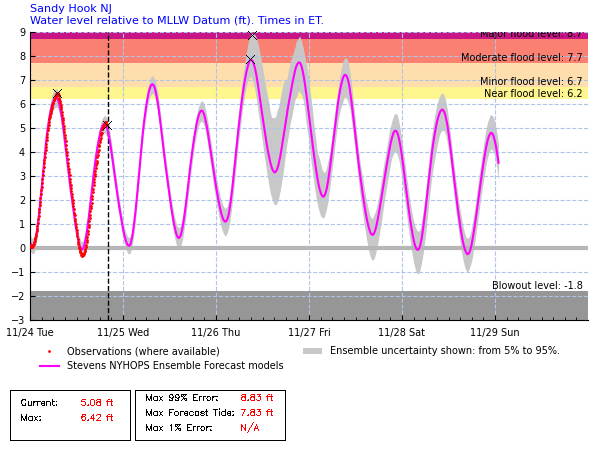 Sandy Hook NJ
Water level relative to MLLW Datum (ft). Times in ET.
9
8
7
6
5
4
3
2
1
0
−1
−2
−3
Major flood level: 8.7
Moderate flood level: 7.7
Minor flood level: 6.7
Near flood level: 6.2
Blowout level: -1.8
11/24 Tue 11/25 Wed 11/26 Thu 11/27 Fri 11/28 Sat 11/29 Sun
Observations (where available)
Stevens NYHOPS Ensemble Forecast models
Ensemble uncertainty shown: from 5% to 95%.
Current: 5.08 ft
Max: 6.42 ft
Max 99% Error: 8.83 ft
Max Forecast Tide: 7.83 ft
Max 1% Error: N/A